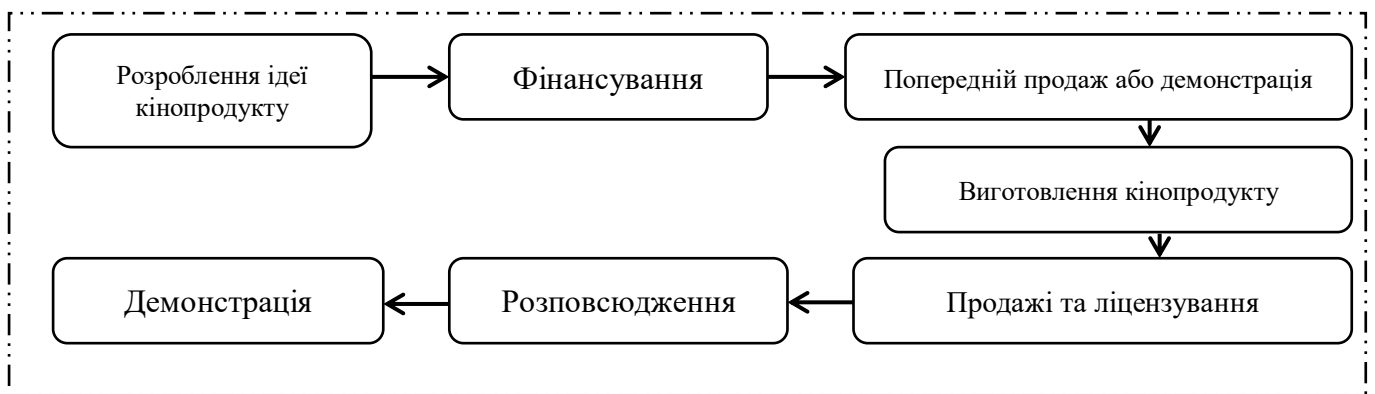 Розроблення ідеї
кінопродукту
Фінансування
Попередній продаж або демонстрація
Виготовлення кінопродукту
Продажі та ліцензування
Розповсюдження
Демонстрація